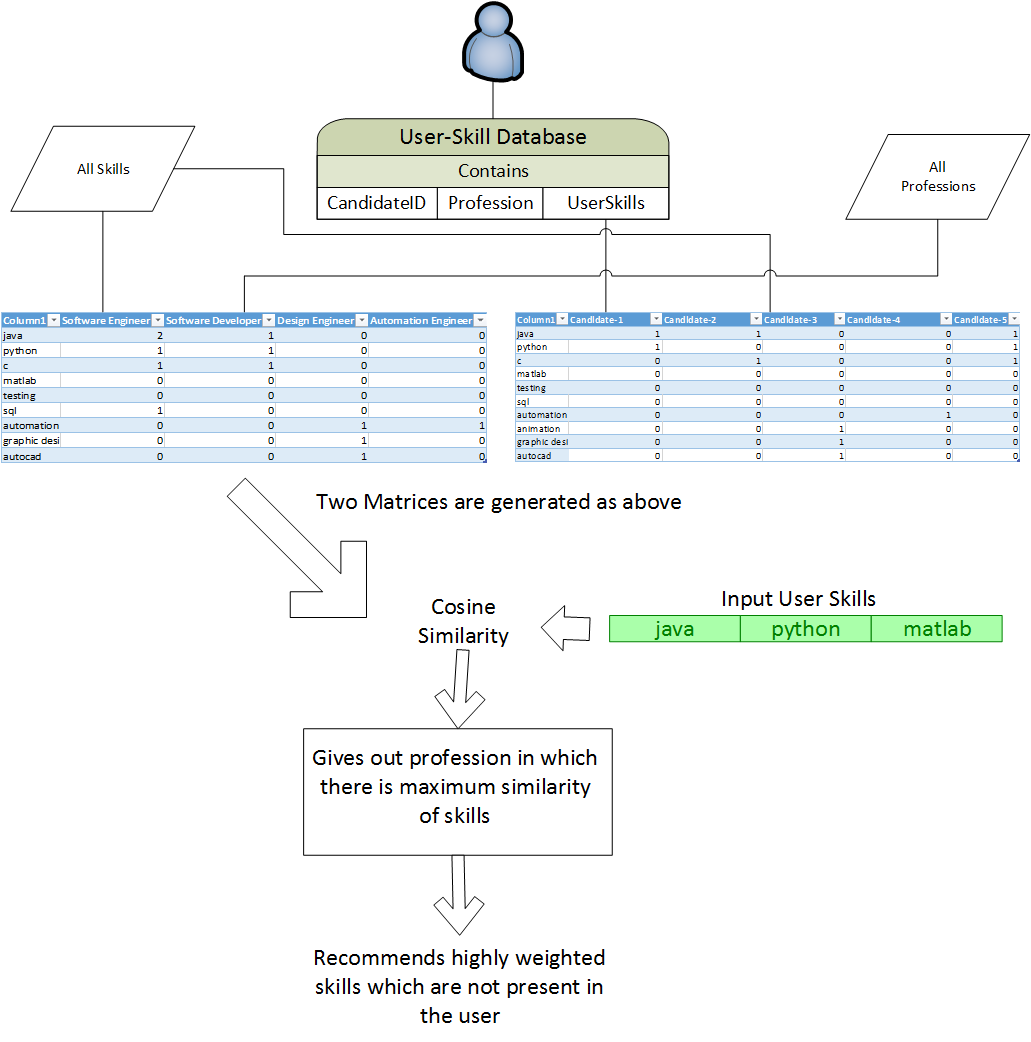 User-Skill Database
Contains
CandidateID Profession UserSkills
All Skills
All
Professions
Column1 Software Engineer Software Developer Design Engineer Automation Engineer
java 2 1 0 0
python 1 1 0 0
c 1 1 0 0
matlab 0 0 0 0
testing 0 0 0 0
sql 1 0 0 0
automation 0 0 1 1
graphic desi 0 0 1 0
autocad 0 0 1 0
Column1 Candidate-1 Candidate-2 Candidate-3 Candidate-4 Candidate-5
java 1 1 0 0 1
python 1 0 0 0 1
c 0 1 0 0 1
matlab 0 0 0 0 0
testing 0 0 0 0 0
sql 0 0 0 0 0
automation 0 0 0 1 0
animation 0 0 1 0 0
graphic desi 0 0 1 0 0
autocad 0 0 1 0 0
Two Matrices are generated as above
Cosine
Similarity
Input User Skills
java python matlab
Gives out profession in which
there is maximum similarity
of skills
Recommends highly weighted
skills which are not present in
the user